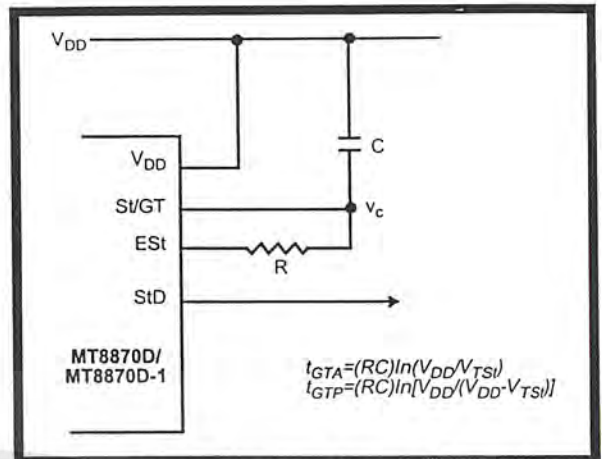 VDD
VDD
C
St/GT
vc
ESt
R
StD
MT8870D/
MT8870D-1
tGTA=(RC)ln(VDD/VTSt)
tGTP=(RC)ln[VDD/(VDD-VTSt)]